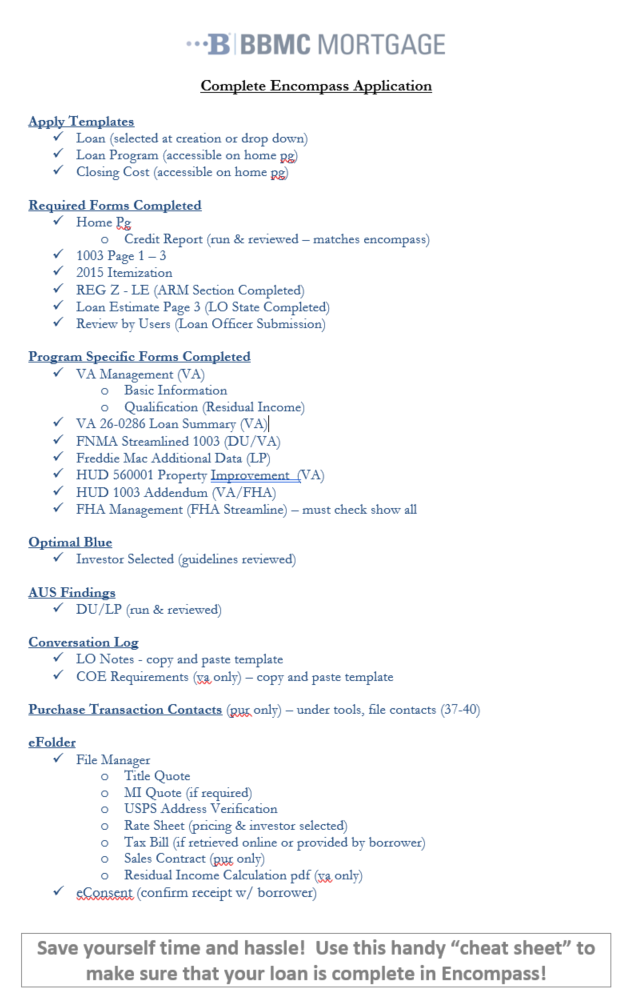 BBMC MORTGAGE
Complete Encompass Application
Apply Templates
✓ Loan (selected at creation or drop down)
✓ Loan Program (accessible on home pg)
✓ Closing Cost (accessible on home pg)
Required Forms Completed
✓ Home Pg
o Credit Report (run & reviewed – matches encompass)
✓ 1003 Page 1 – 3
✓ 2015 Itemization
✓ REG Z - LE (ARM Section Completed)
✓ Loan Estimate Page 3 (LO State Completed)
✓ Review by Users (Loan Officer Submission)
Program Specific Forms Completed
✓ VA Management (VA)
o Basic Information
o Qualification (Residual Income)
✓ VA 26-0286 Loan Summary (VA)
✓ FNMA Streamlined 1003 (DU/VA)
✓ Freddie Mac Additional Data (LP)
✓ HUD 560001 Property Improvement (VA)
✓ HUD 1003 Addendum (VA/FHA)
✓ FHA Management (FHA Streamline) – must check show all
Optimal Blue
✓ Investor Selected (guidelines reviewed)
AUS Findings
✓ DU/LP (run & reviewed)
Conversation Log
✓ LO Notes - copy and paste template
✓ COE Requirements (va only) – copy and paste template
Purchase Transaction Contacts (pur only) – under tools, file contacts (37-40)
eFolder
✓ File Manager
o Title Quote
o MI Quote (if required)
o USPS Address Verification
o Rate Sheet (pricing & investor selected)
o Tax Bill (if retrieved online or provided by borrower)
o Sales Contract (pur only)
o Residual Income Calculation pdf (va only)
✓ eConsent (confirm receipt w/ borrower)
Save yourself time and hassle! Use this handy “cheat sheet” to
make sure that your loan is complete in Encompass!